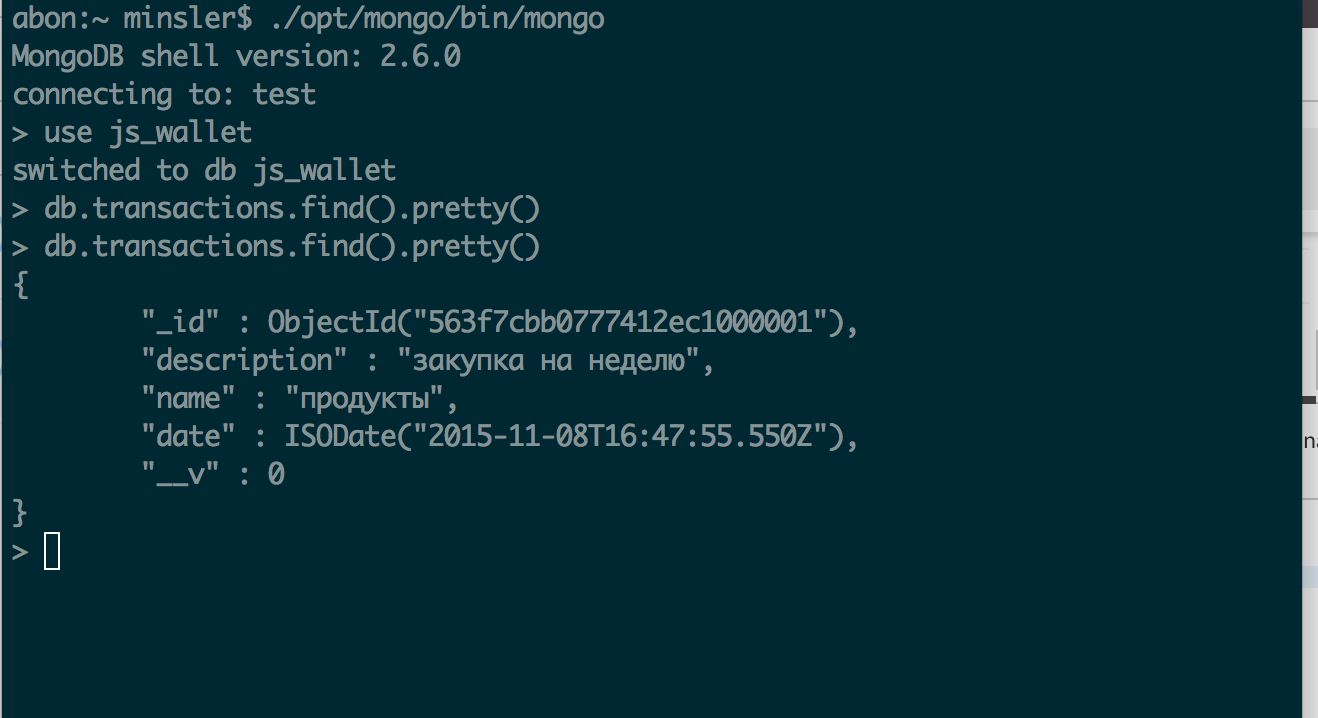 abon:~ minsler$ ./opt/mongo/bin/mongo
MongoDB shell version: 2.6.0
connecting to: test
> use js_wallet
switched to db js_wallet
> db.transactions.find().pretty()
> db.transactions.find().pretty()
{
"_id" : ObjectId("563f7cbb0777412ec1000001"),
"description" : "закупка на неделю",
"name" : "продукты",
"date" : ISODate("2015-11-08T16:47:55.550Z"),
"__v" : 0
}
>